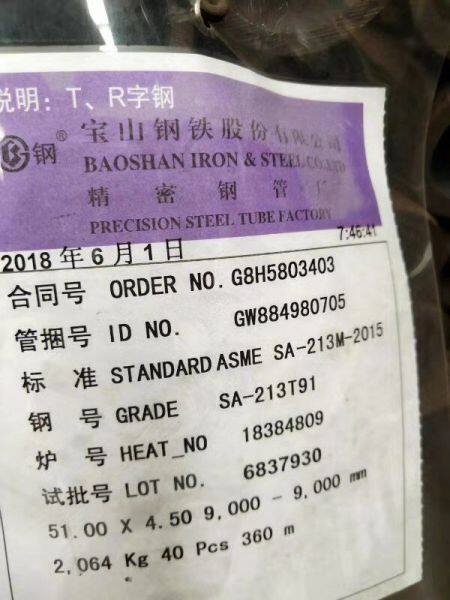 说明：T、R字钢
宝山钢铁股份有限公司
钢® BAOSHAN IRON & STEEL CO.,LTD
精密钢管厂
PRECISION STEEL TUBE FACTORY
2018 年 6 月 1 日 7:46:41
合同号 ORDER NO. G8H5803403
管捆号 ID NO. GW884980705
标 准 STANDARD ASME SA-213M-2015
钢 号 GRADE SA-213T91
炉 号 HEAT_NO 18384809
试批号 LOT NO. 6837930
51.00 X 4.50 9,000 - 9,000 mm
2,064 Kg 40 Pcs 360 m